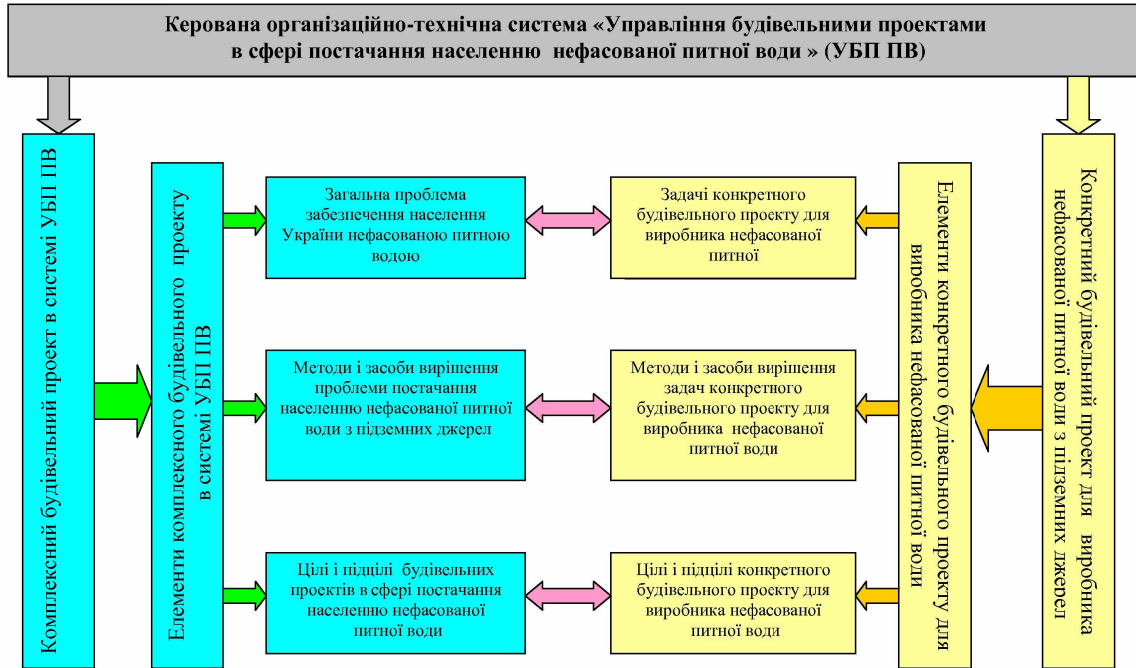 Керована організаційно-технічна система «Управління будівельними проектами
в сфері постачання населенню нефасованої питної води » (УБП ПВ)
Комплексний будівельний проект в системі УБП ПВ
Елементи комплексного будівельного проекту
в системі УБП ПВ
Загальна проблема
забезпечення населення
України нефасованою питною
водою
Задачі конкретного
будівельного проекту для
виробника нефасованої
питної
Методи і засоби вирішення
проблеми постачання
населенню нефасованої питної
води з підземних джерел
Методи і засоби вирішення
задач конкретного
будівельного проекту для
виробника нефасованої
питної води
Цілі і підцілі будівельних
проектів в сфері постачання
населенню нефасованої
питної води
Цілі і підцілі конкретного
будівельного проекту для
виробника нефасованої
питної води
Елементи конкретного будівельного проекту для
виробника нефасованої питної води
Конкретний будівельний проект для виробника
нефасованої питної води з підземних джерел